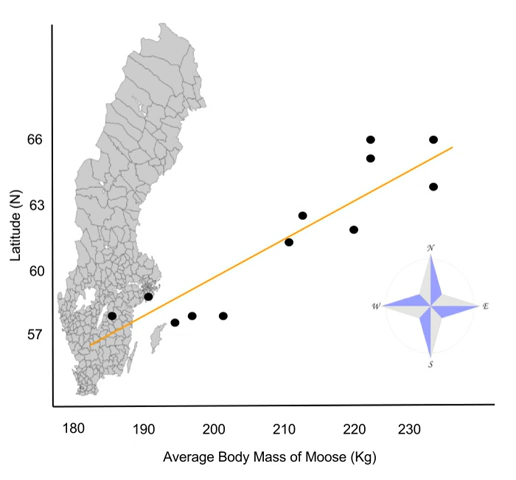 66
63
60
57
Latitude (N)
N
W
E
S
180 190 200 210 220 230
Average Body Mass of Moose (Kg)